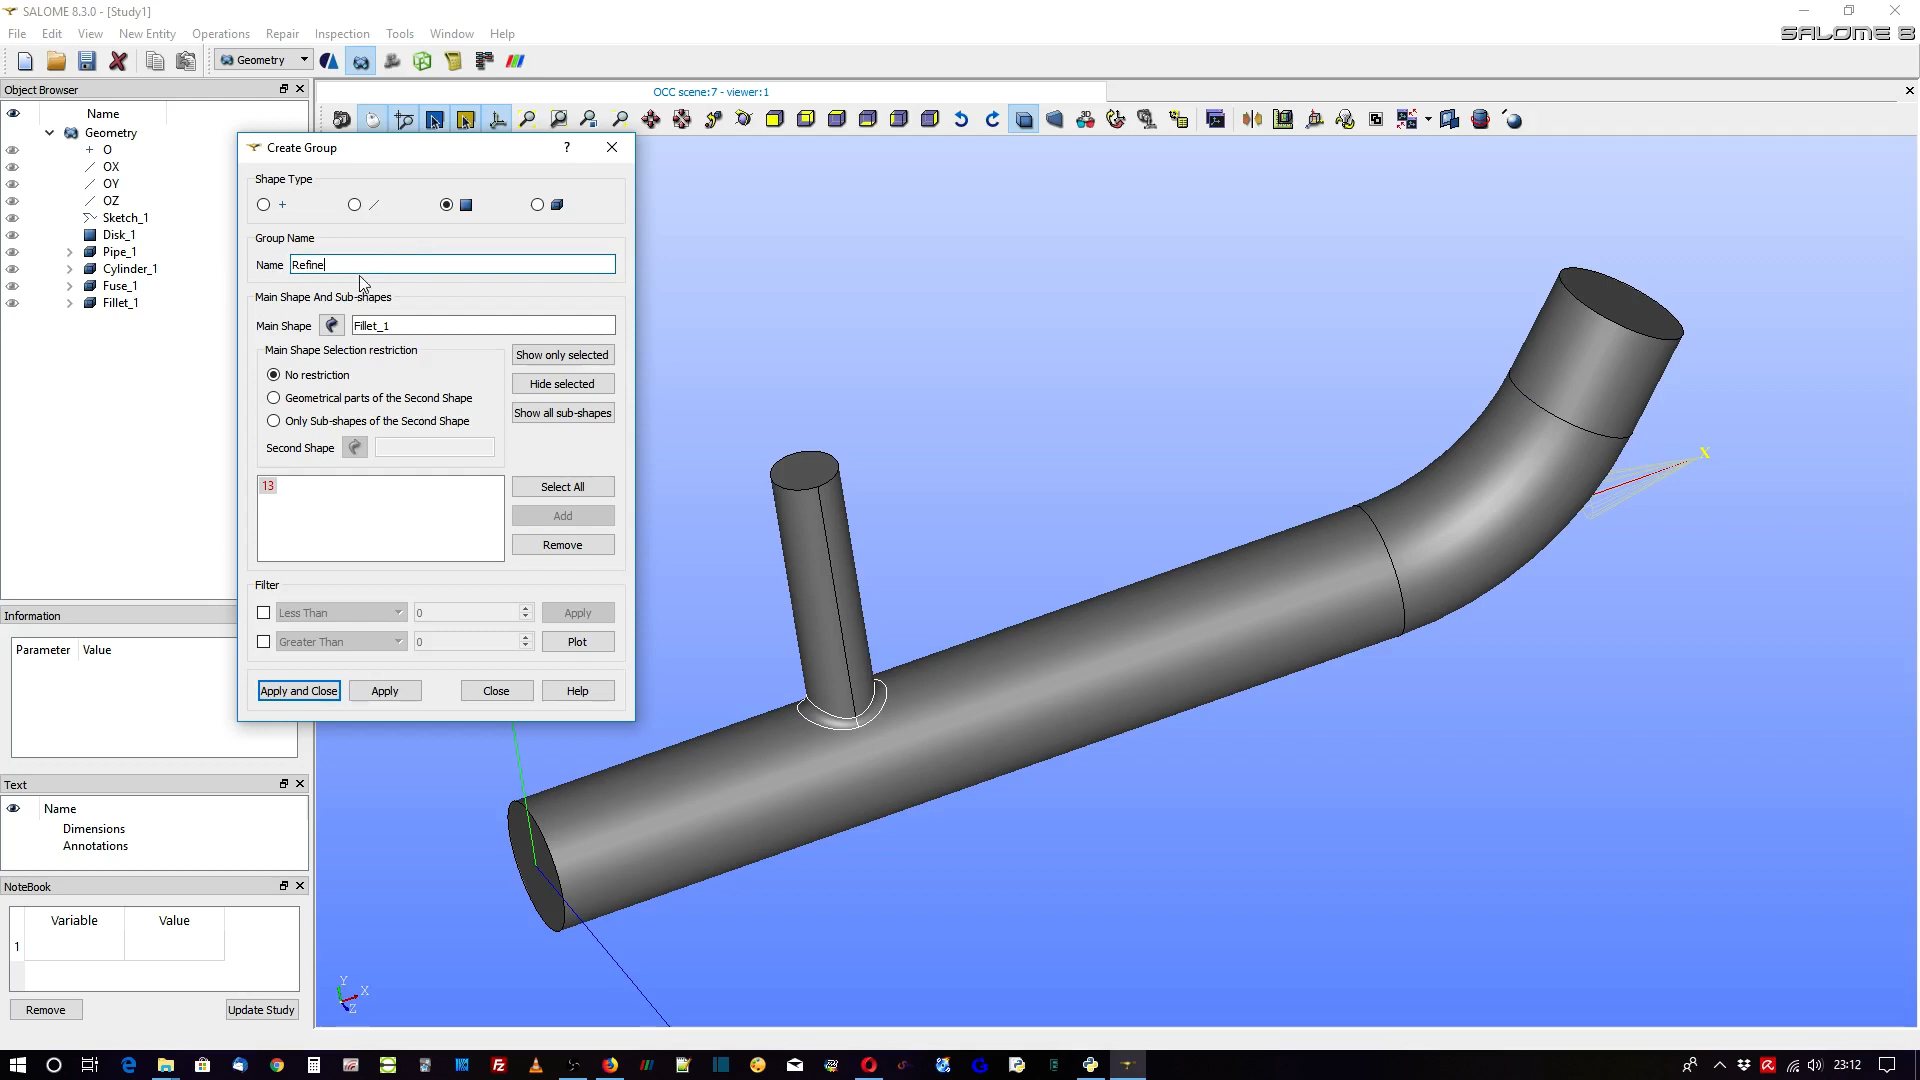 SALOME 8.3.0 - [Study1]
File Edit View New Entity Operations Repair Inspection Tools Window Help
SALOME 8
Geometry
Object Browser
OCC scene:7 - viewer:1
Name
Geometry
O
OX
OY
OZ
Sketch_1
Disk_1
Pipe_1
Cylinder_1
Fuse_1
Fillet_1
Create Group
?
Shape Type
Group Name
Name Refine
Main Shape And Sub-shapes
Main Shape Fillet_1
Main Shape Selection restriction
Show only selected
No restriction
Hide selected
Geometrical parts of the Second Shape
Show all sub-shapes
Only Sub-shapes of the Second Shape
Second Shape
13
Select All
Add
Remove
Filter
Less Than 0 Apply
Greater Than 0 Plot
Apply and Close Apply Close Help
Information
Parameter Value
Text
Name
Dimensions
Annotations
NoteBook
Variable Value
1
Remove Update Study
X
Y
X
Z
23:12